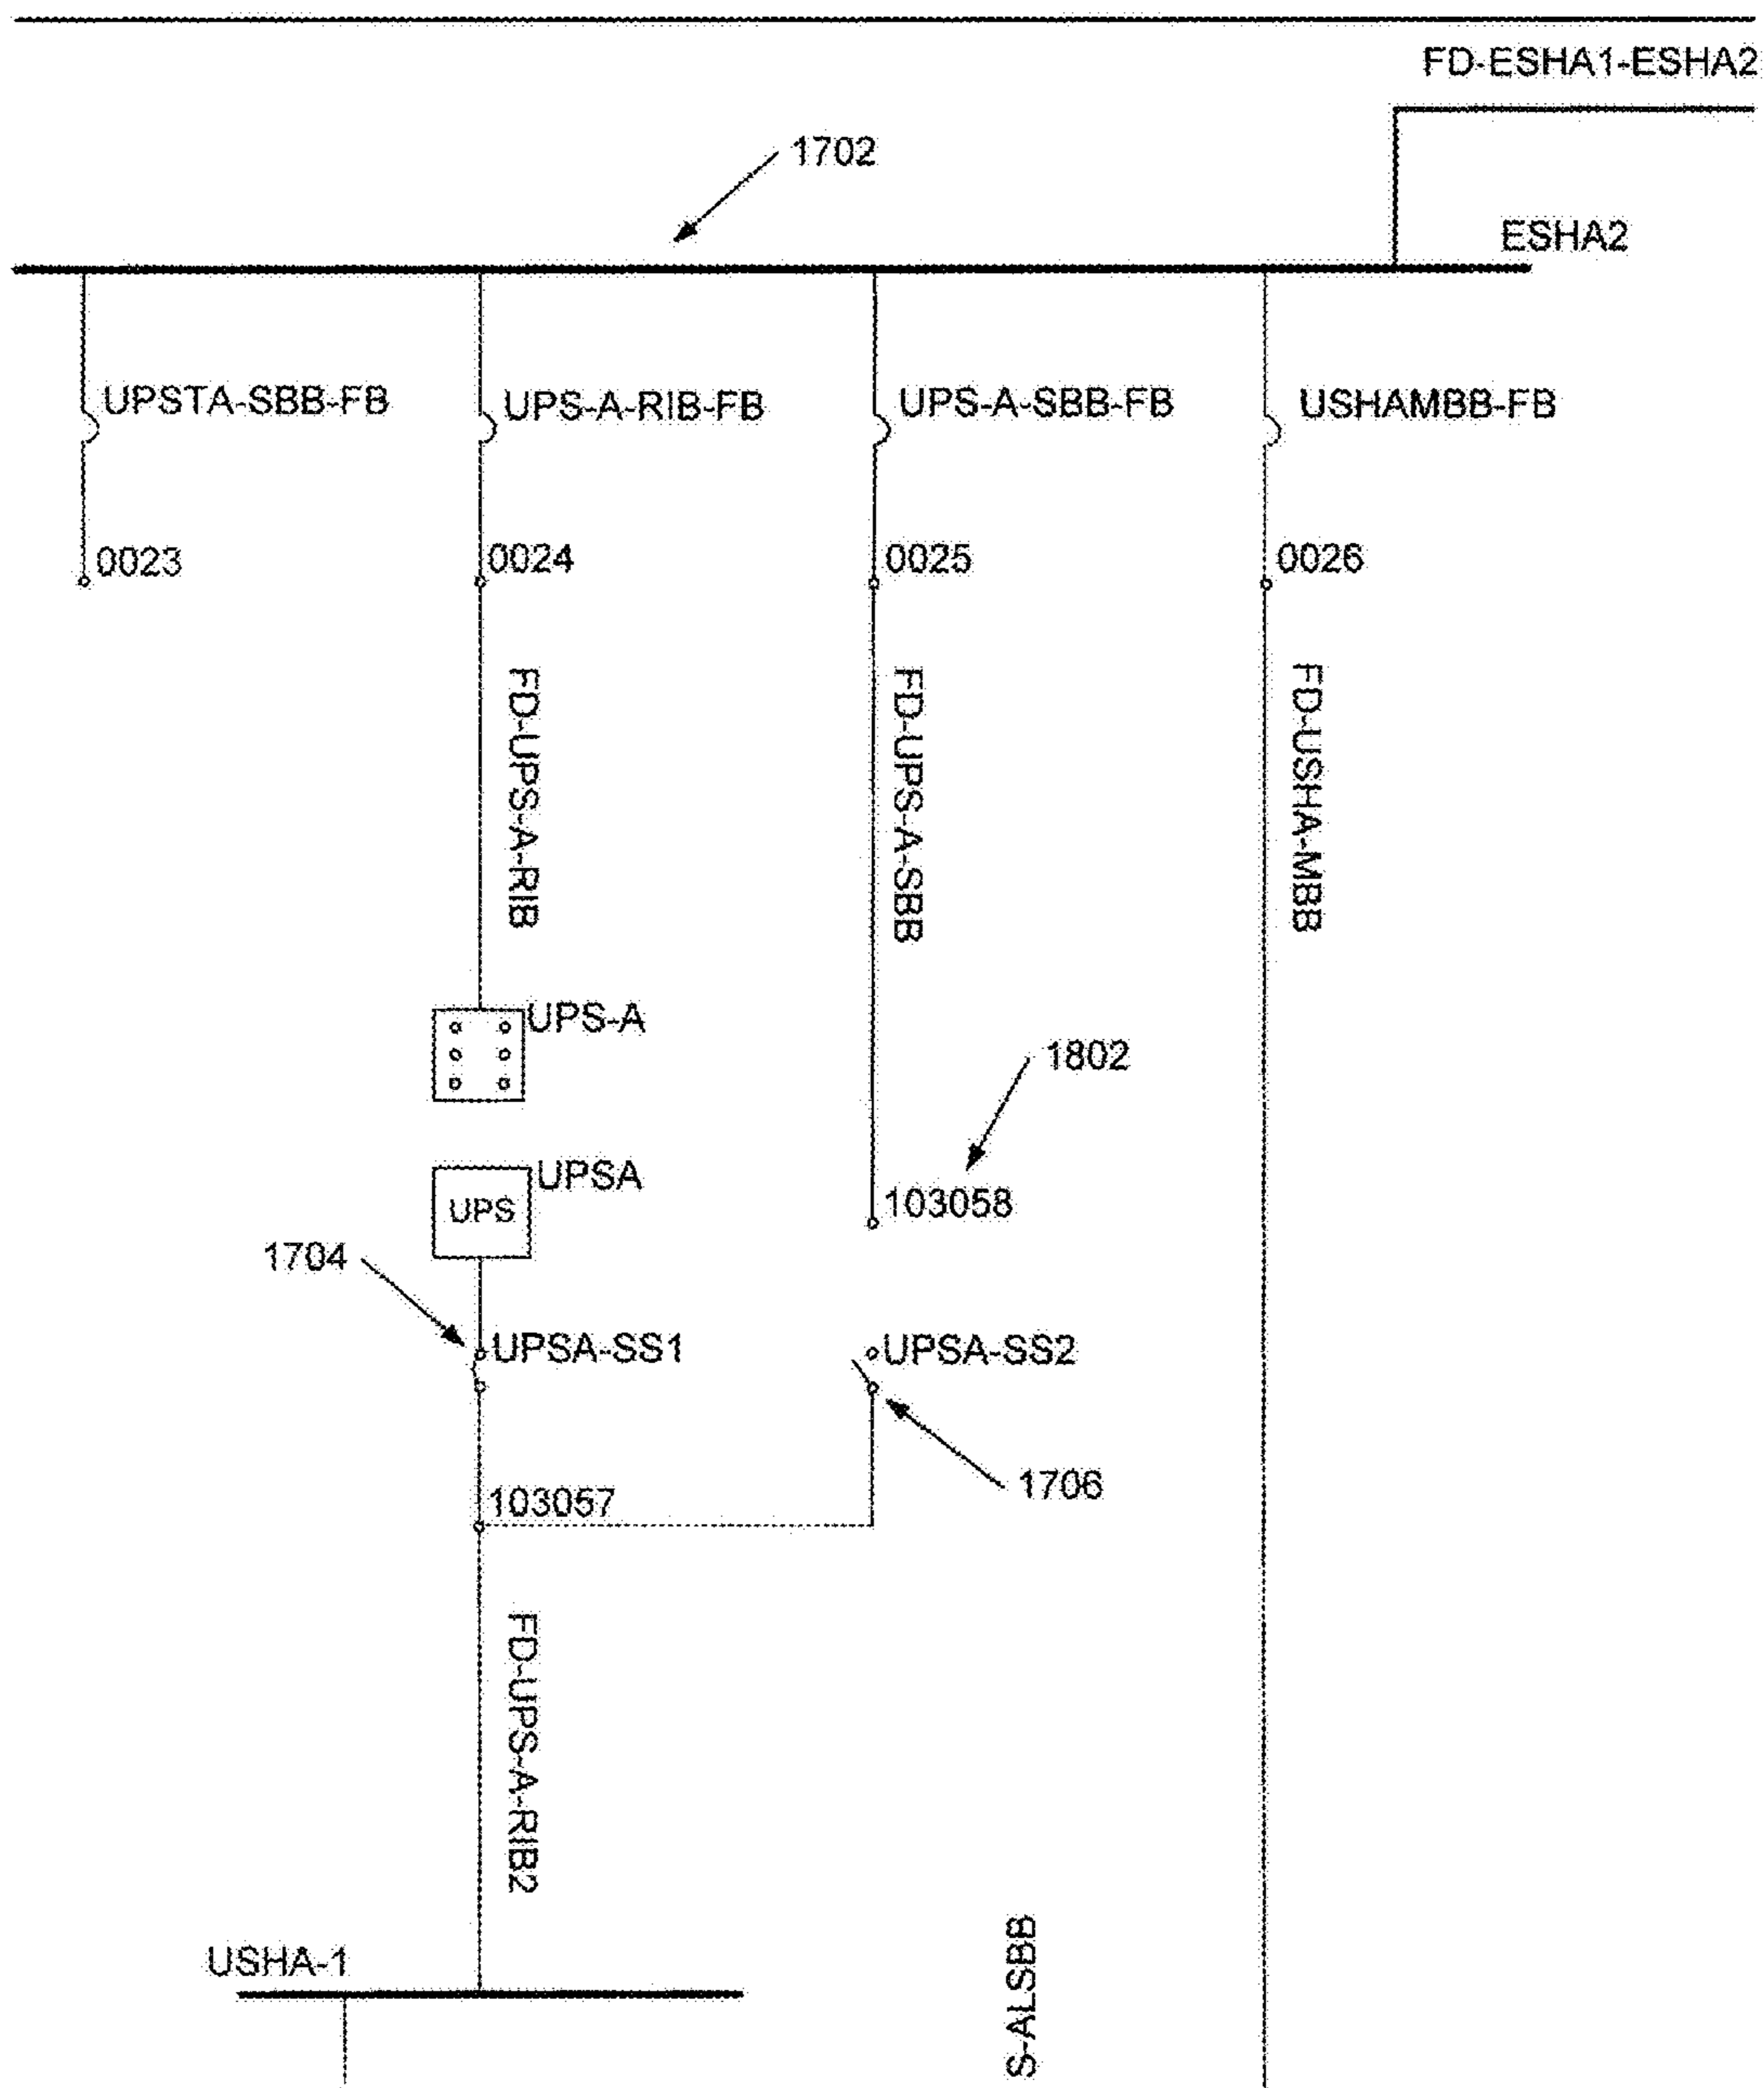 FD-ESHA1-ESHA2
1702
ESHA2
UPSTA-SBB-FB
UPS-A-RIB-FB
UPS-A-SBB-FB
USHAMBB-FB
0023
0024
0025
0026
FD-UPS-A-RIB
FD-UPS-A-SBB
FD-USHA-MBB
UPS-A
1802
UPSA
UPS
103058
1704
UPSA-SS1
UPSA-SS2
1706
103057
FD-UPS-A-RIB2
USHA-1
S-ALSBB